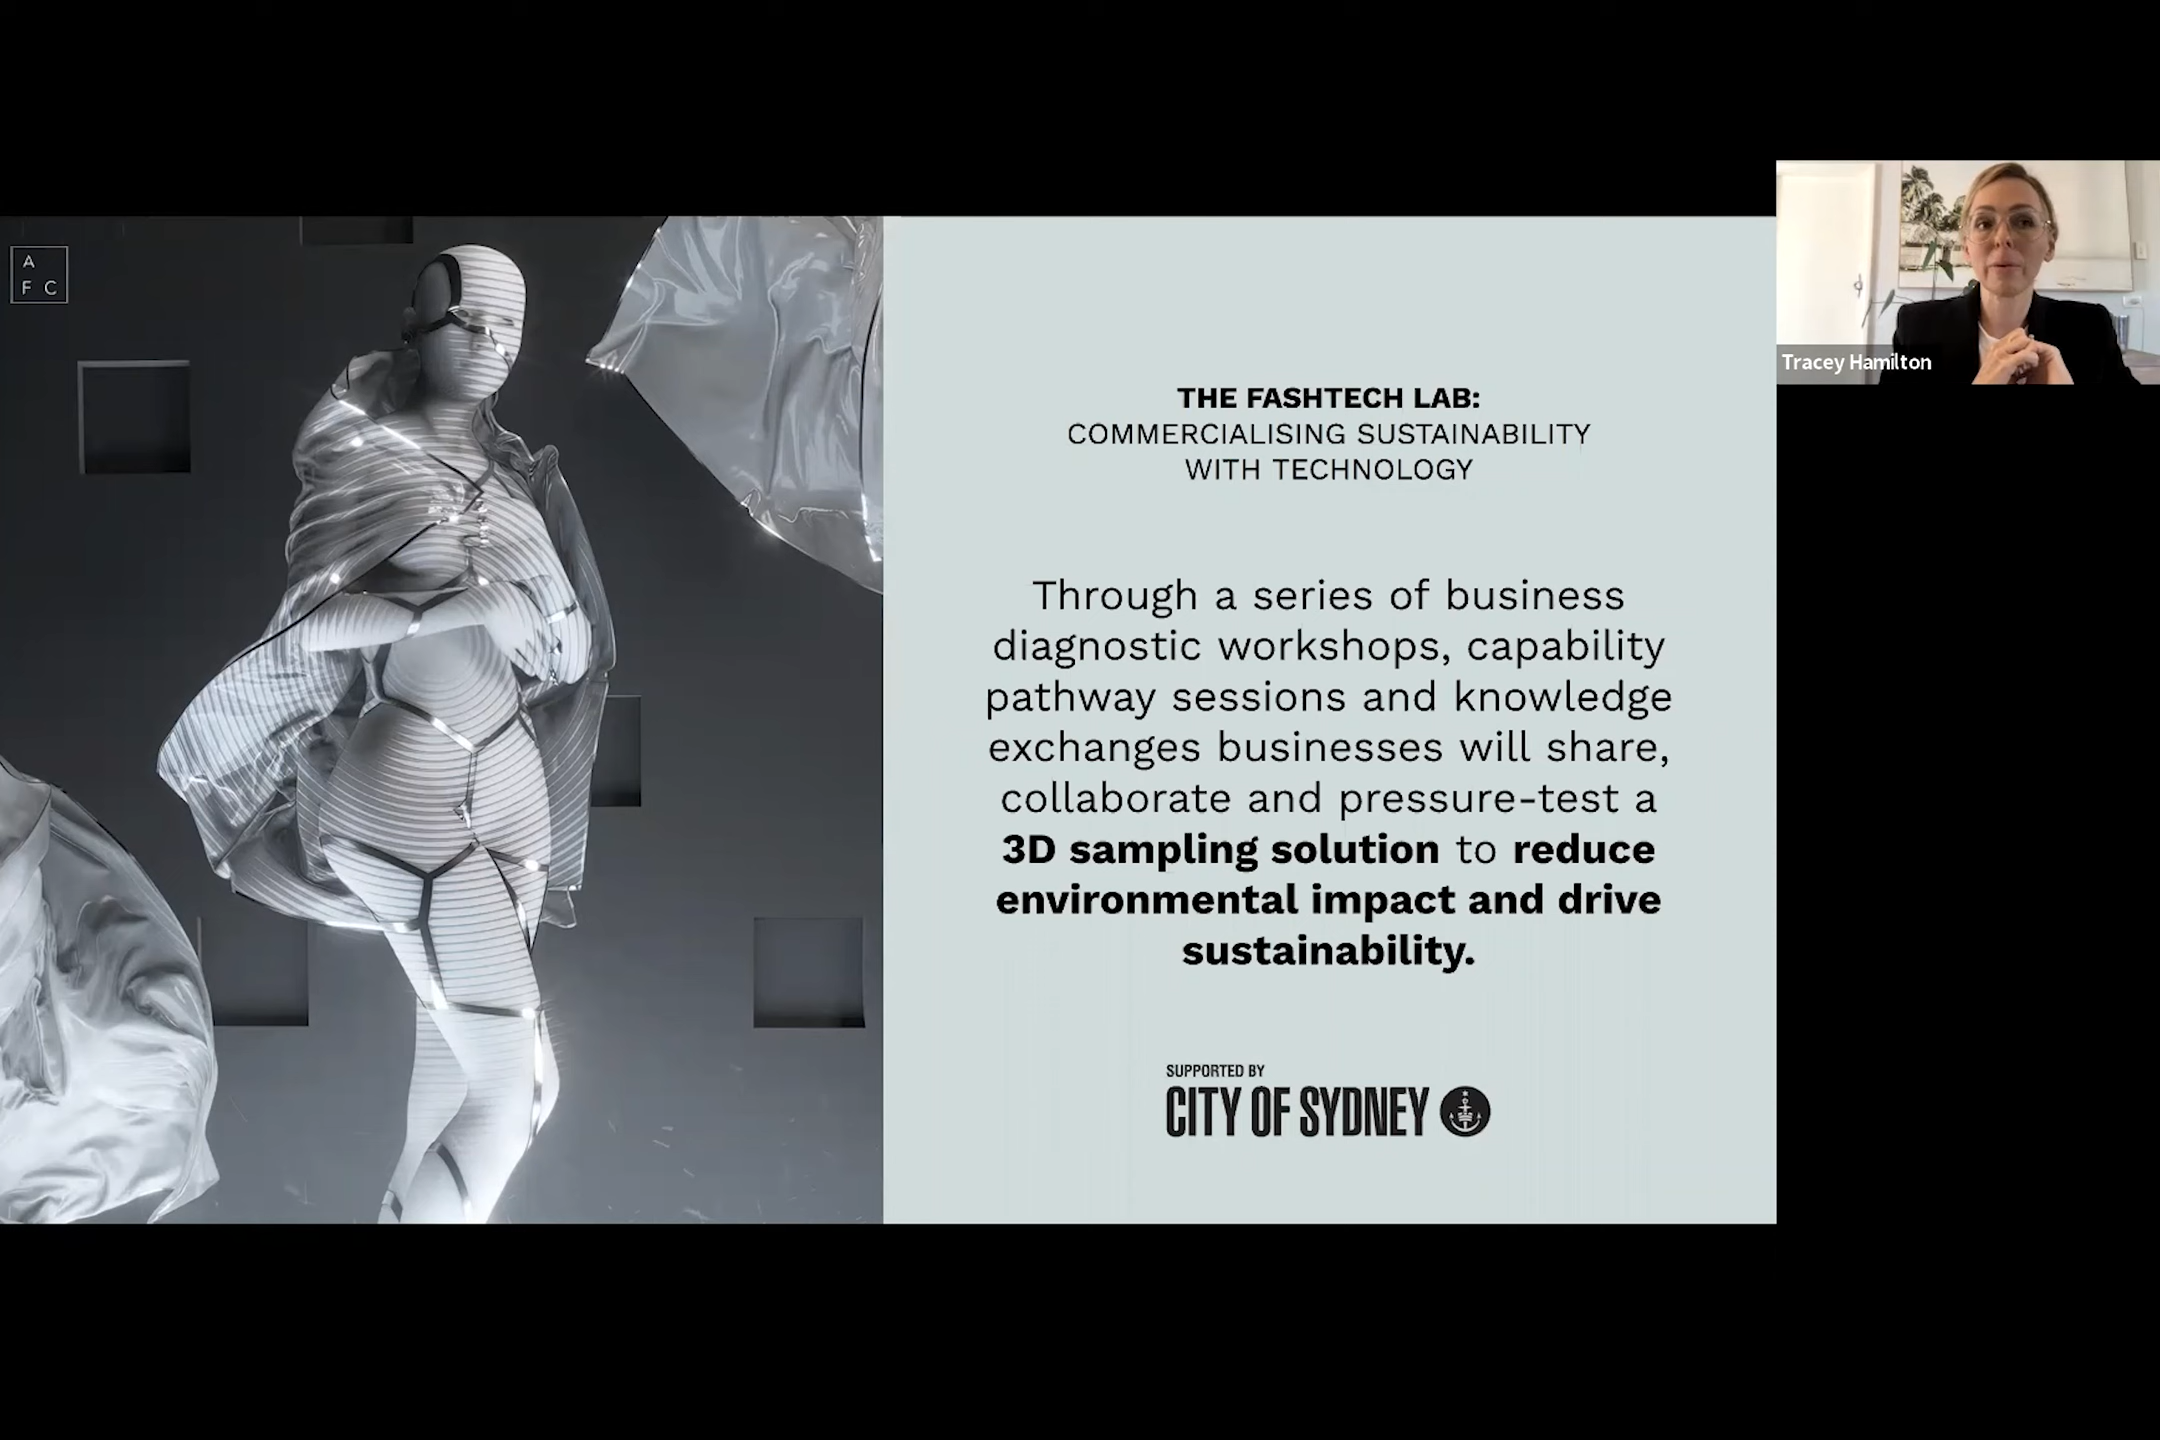 A
F C
THE FASHTECH LAB:
COMMERCIALISING SUSTAINABILITY
WITH TECHNOLOGY
Through a series of business
diagnostic workshops, capability
pathway sessions and knowledge
exchanges businesses will share,
collaborate and pressure-test a
3D sampling solution to reduce
environmental impact and drive
sustainability.
SUPPORTED BY
CITY OF SYDNEY
Tracey Hamilton